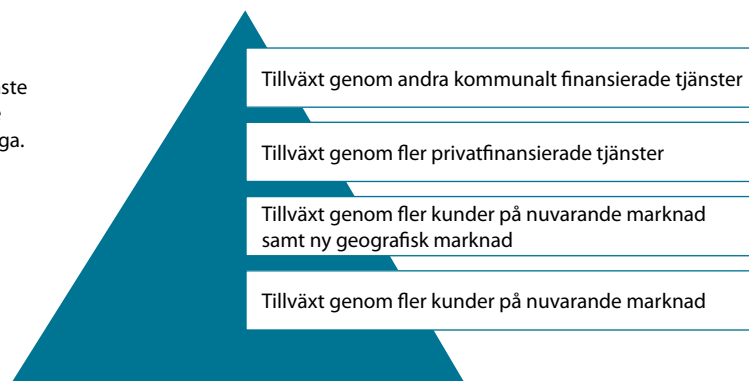 Tillväxt genom andra kommunalt finansierade tjänster
Tillväxt genom fler privatfinansierade tjänster
Tillväxt genom fler kunder på nuvarande marknad
samt ny geografisk marknad
Tillväxt genom fler kunder på nuvarande marknad